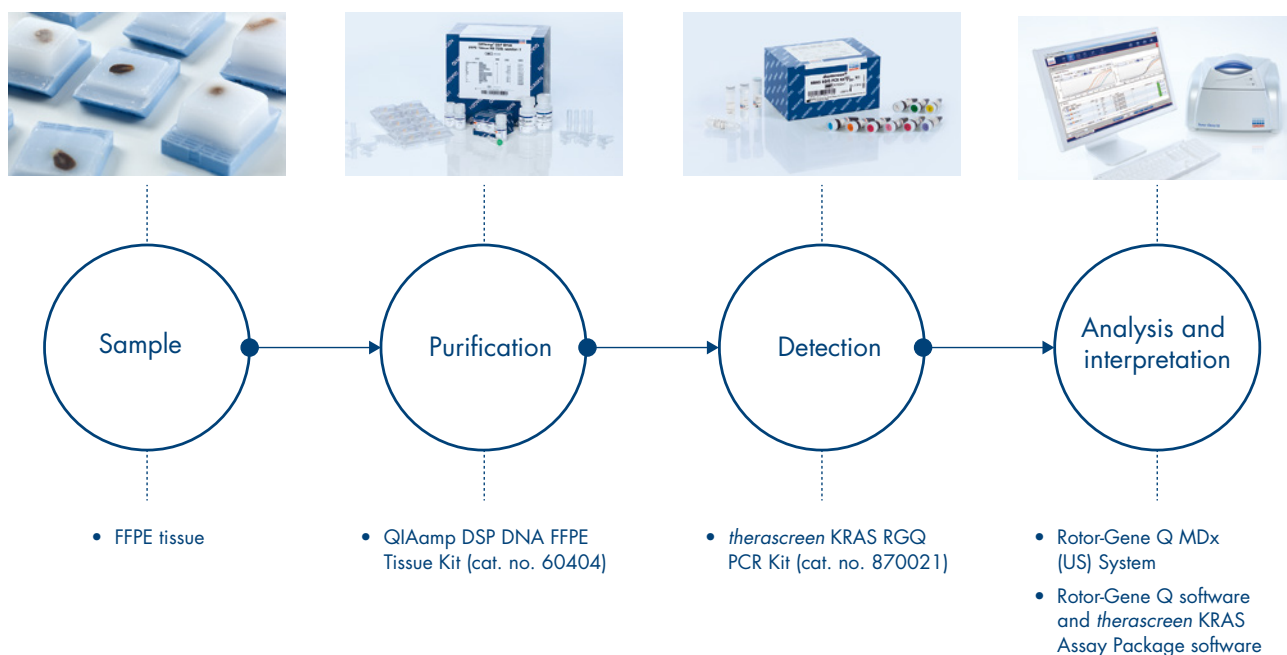 Sample
Purification
Detection
Analysis and
interpretation
• FFPE tissue
• QIAamp DSP DNA FFPE
Tissue Kit (cat. no. 60404)
• therascreen KRAS RGQ
PCR Kit (cat. no. 870021)
• Rotor-Gene Q MDx
(US) System
• Rotor-Gene Q software
and therascreen KRAS
Assay Package software